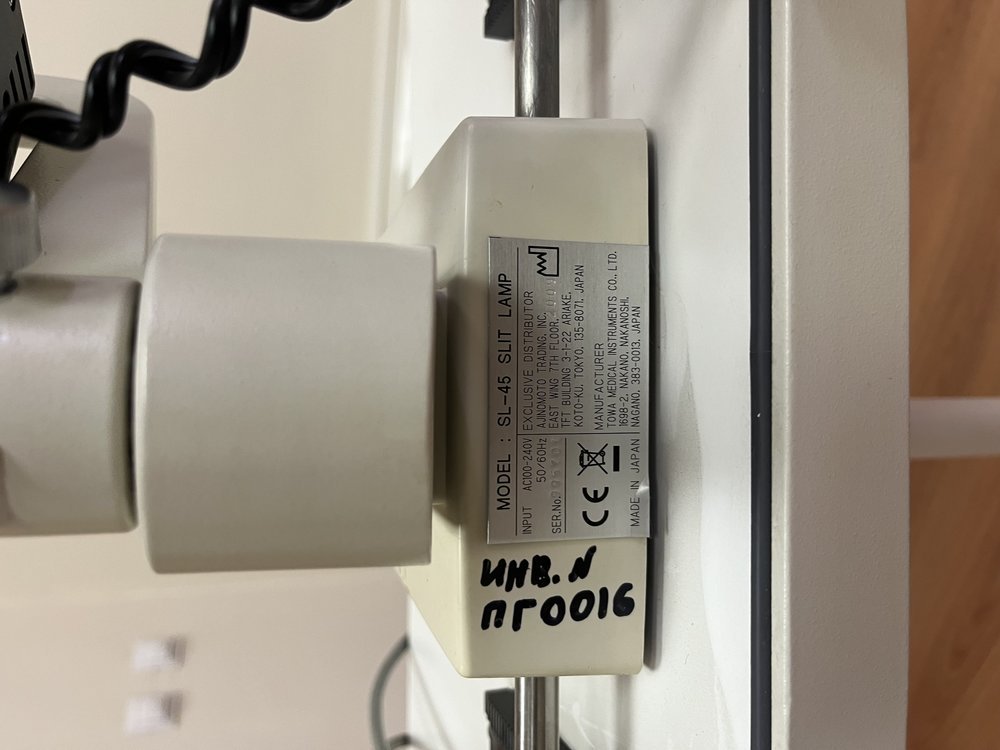 MODEL : SL-45 SLIT LAMP
INPUT AC100-240V
50/60Hz
SER.No.
CE
MADE IN JAPAN
EXCLUSIVE DISTRIBUTOR
AJINOMOTO TRADING, INC.
EAST WING 7TH FLOOR,
TFT BUILDING 3-1-22 ARIAKE,
KOTO-KU, TOKYO, 135-8071, JAPAN
MANUFACTURER
TOWA MEDICAL INSTRUMENTS CO., LTD.
1698-2, NAKANO, NAKANOSHI,
NAGANO, 383-0013, JAPAN
ИНВ. N
ПГ0016